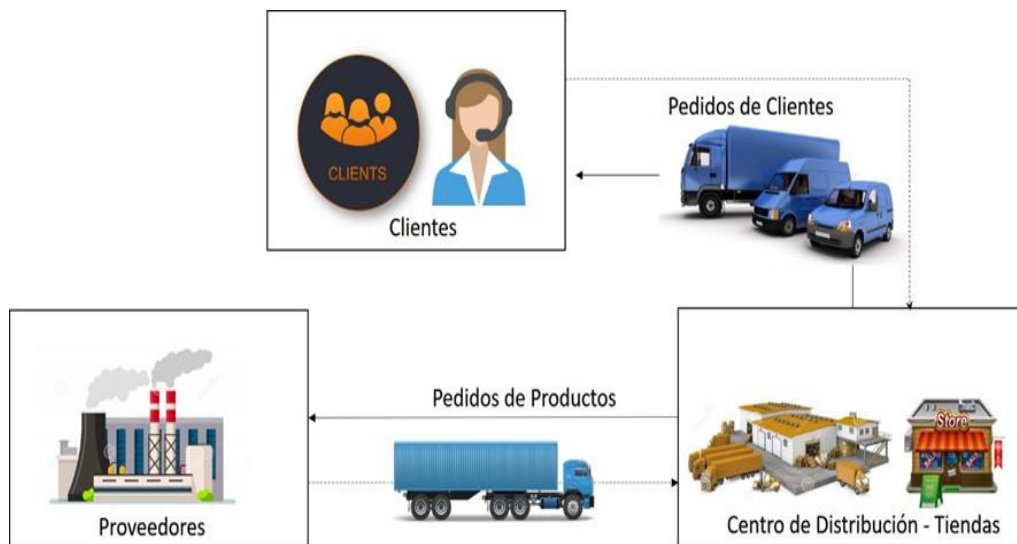 Pedidos de Clientes
CLIENTS
Clientes
Pedidos de Productos
Store
Proveedores
Centro de Distribución - Tiendas